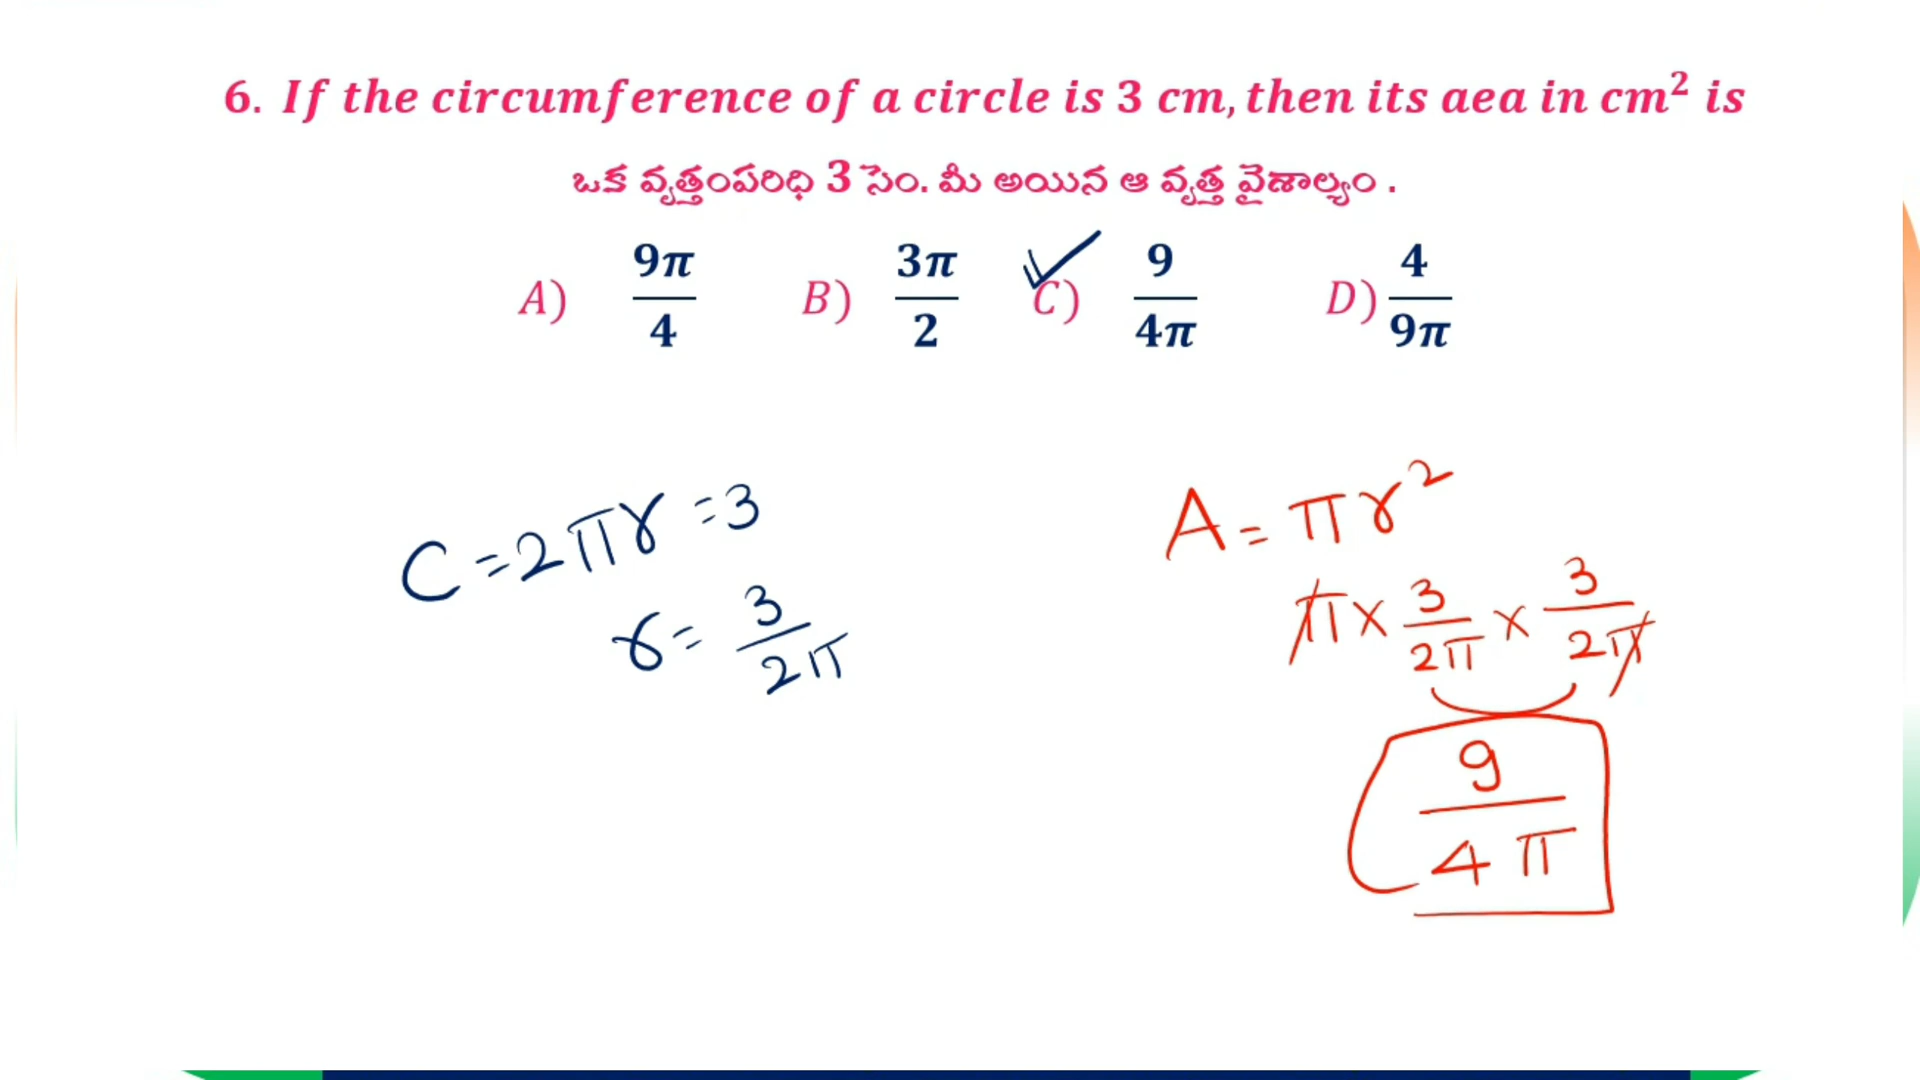 6. If the circumference of a circle is 3 cm, then its aea in cm² is
ఒక వృత్తంపరిధి 3 సెం. మీ అయిన ఆ వృత్త వైశాల్యం .
A) 9π/4 B) 3π/2 C) 9/4π D) 4/9π
C = 2πr = 3
r = 3/2π
A = πr²
π × 3/2π × 3/2π
9/4π